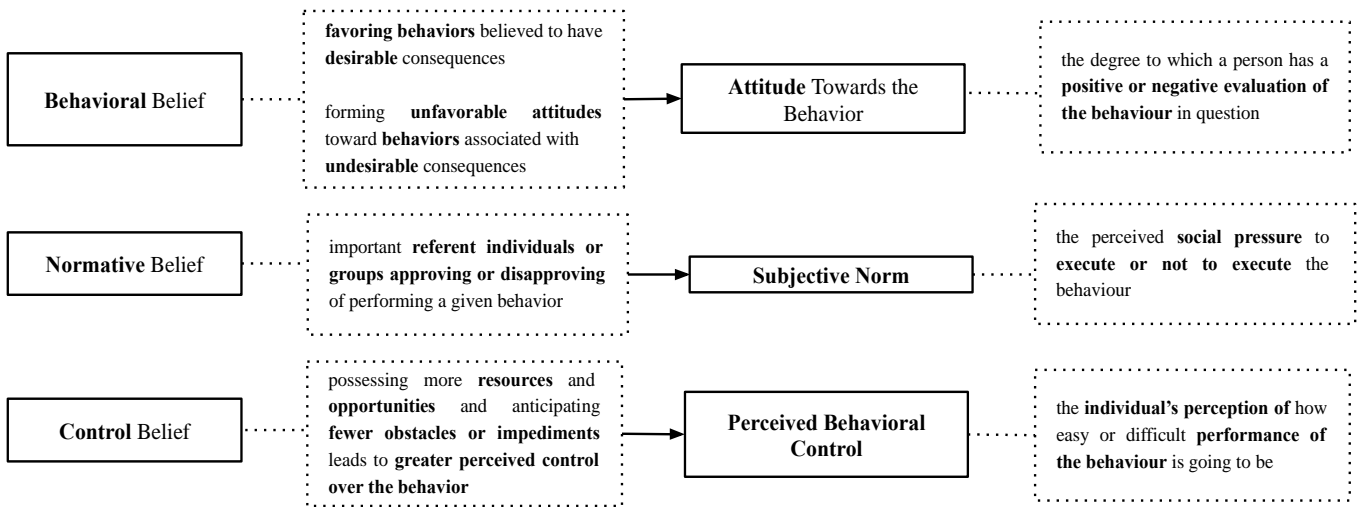 Behavioral Belief
favoring behaviors believed to have
desirable consequences
forming unfavorable attitudes
toward behaviors associated with
undesirable consequences
Attitude Towards the
Behavior
the degree to which a person has a
positive or negative evaluation of
the behaviour in question
Normative Belief
important referent individuals or
groups approving or disapproving
of performing a given behavior
Subjective Norm
the perceived social pressure to
execute or not to execute the
behaviour
Control Belief
possessing more resources and
opportunities and anticipating
fewer obstacles or impediments
leads to greater perceived control
over the behavior
Perceived Behavioral
Control
the individual’s perception of how
easy or difficult performance of
the behaviour is going to be